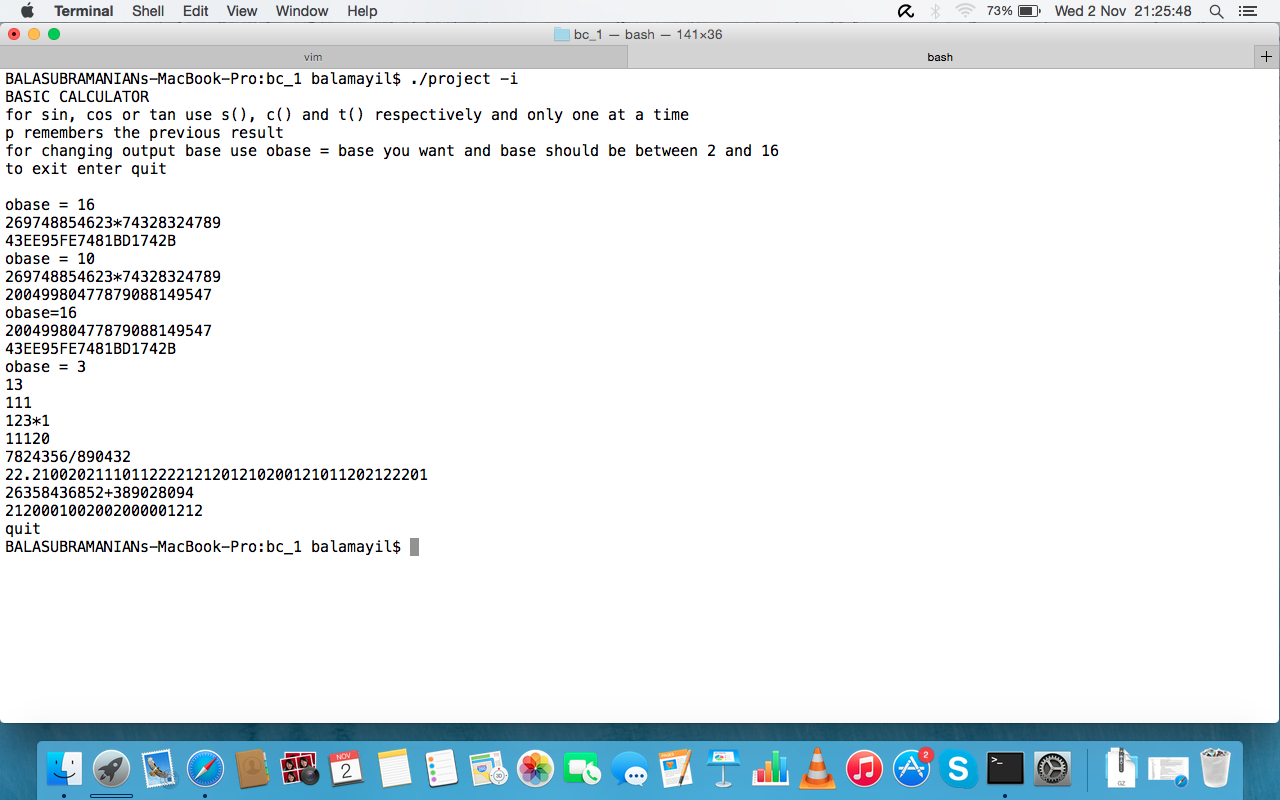 Terminal Shell Edit View Window Help 73% Wed 2 Nov 21:25:48
bc_1 — bash — 141×36
vim bash +
BALASUBRAMANIANs-MacBook-Pro:bc_1 balamayil$ ./project -i
BASIC CALCULATOR
for sin, cos or tan use s(), c() and t() respectively and only one at a time
p remembers the previous result
for changing output base use obase = base you want and base should be between 2 and 16
to exit enter quit
obase = 16
269748854623*74328324789
43EE95FE7481BD1742B
obase = 10
269748854623*74328324789
20049980477879088149547
obase=16
20049980477879088149547
43EE95FE7481BD1742B
obase = 3
13
111
123*1
11120
7824356/890432
22.210020211101122221212012102001210112021222​01
26358436852+389028094
2120001002002000001212
quit
BALASUBRAMANIANs-MacBook-Pro:bc_1 balamayil$
NOV
2
3D
2
S
>_
GZ